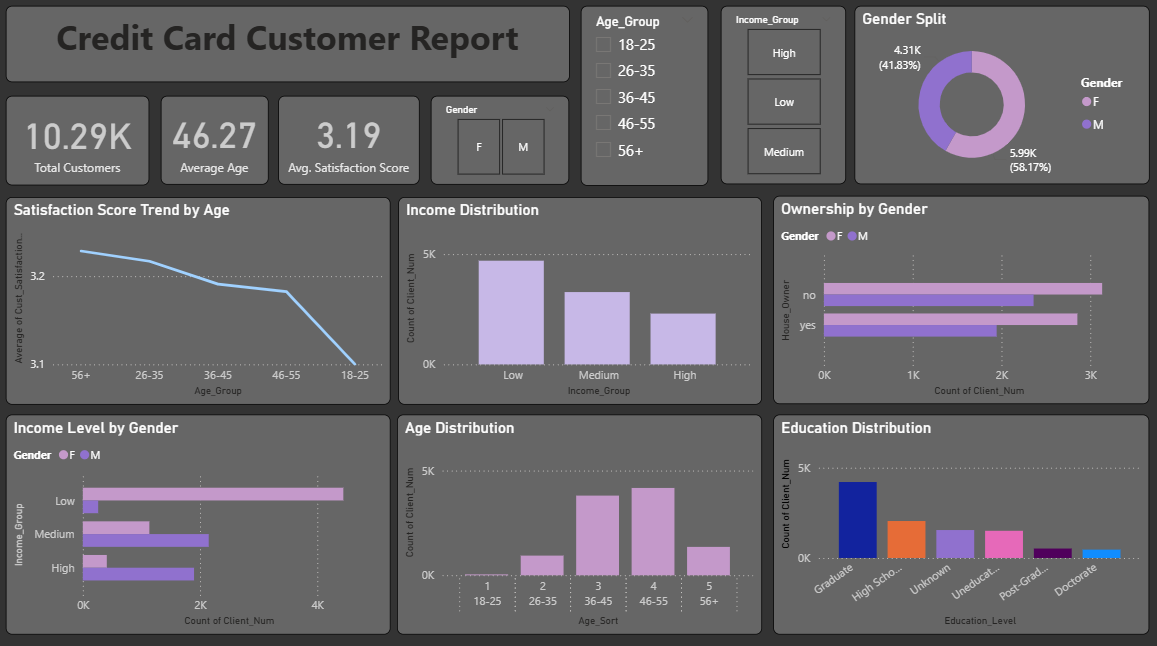 Credit Card Customer Report
10.29K
Total Customers
46.27
Average Age
3.19
Avg. Satisfaction Score
Gender
F
M
Age_Group
18-25
26-35
36-45
46-55
56+
Income_Group
High
Low
Medium
Gender Split
4.31K
(41.83%)
5.99K
(58.17%)
Gender
F
M
Satisfaction Score Trend by Age
Average of Cust_Satisfaction...
3.2
3.1
56+ 26-35 36-45 46-55 18-25
Age_Group
Income Distribution
Count of Client_Num
5K
0K
Low Medium High
Income_Group
Ownership by Gender
Gender F M
House_Owner
no
yes
0K 1K 2K 3K
Count of Client_Num
Income Level by Gender
Gender F M
Income_Group
Low
Medium
High
0K 2K 4K
Count of Client_Num
Age Distribution
Count of Client_Num
5K
0K
1 2 3 4 5
18-25 26-35 36-45 46-55 56+
Age_Sort
Education Distribution
Count of Client_Num
5K
0K
Graduate High Scho... Unknown Uneducat... Post-Grad... Doctorate
Education_Level